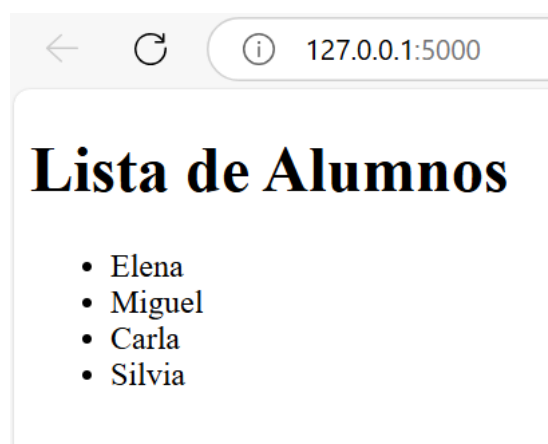 127.0.0.1:5000
Lista de Alumnos
Elena
Miguel
Carla
Silvia